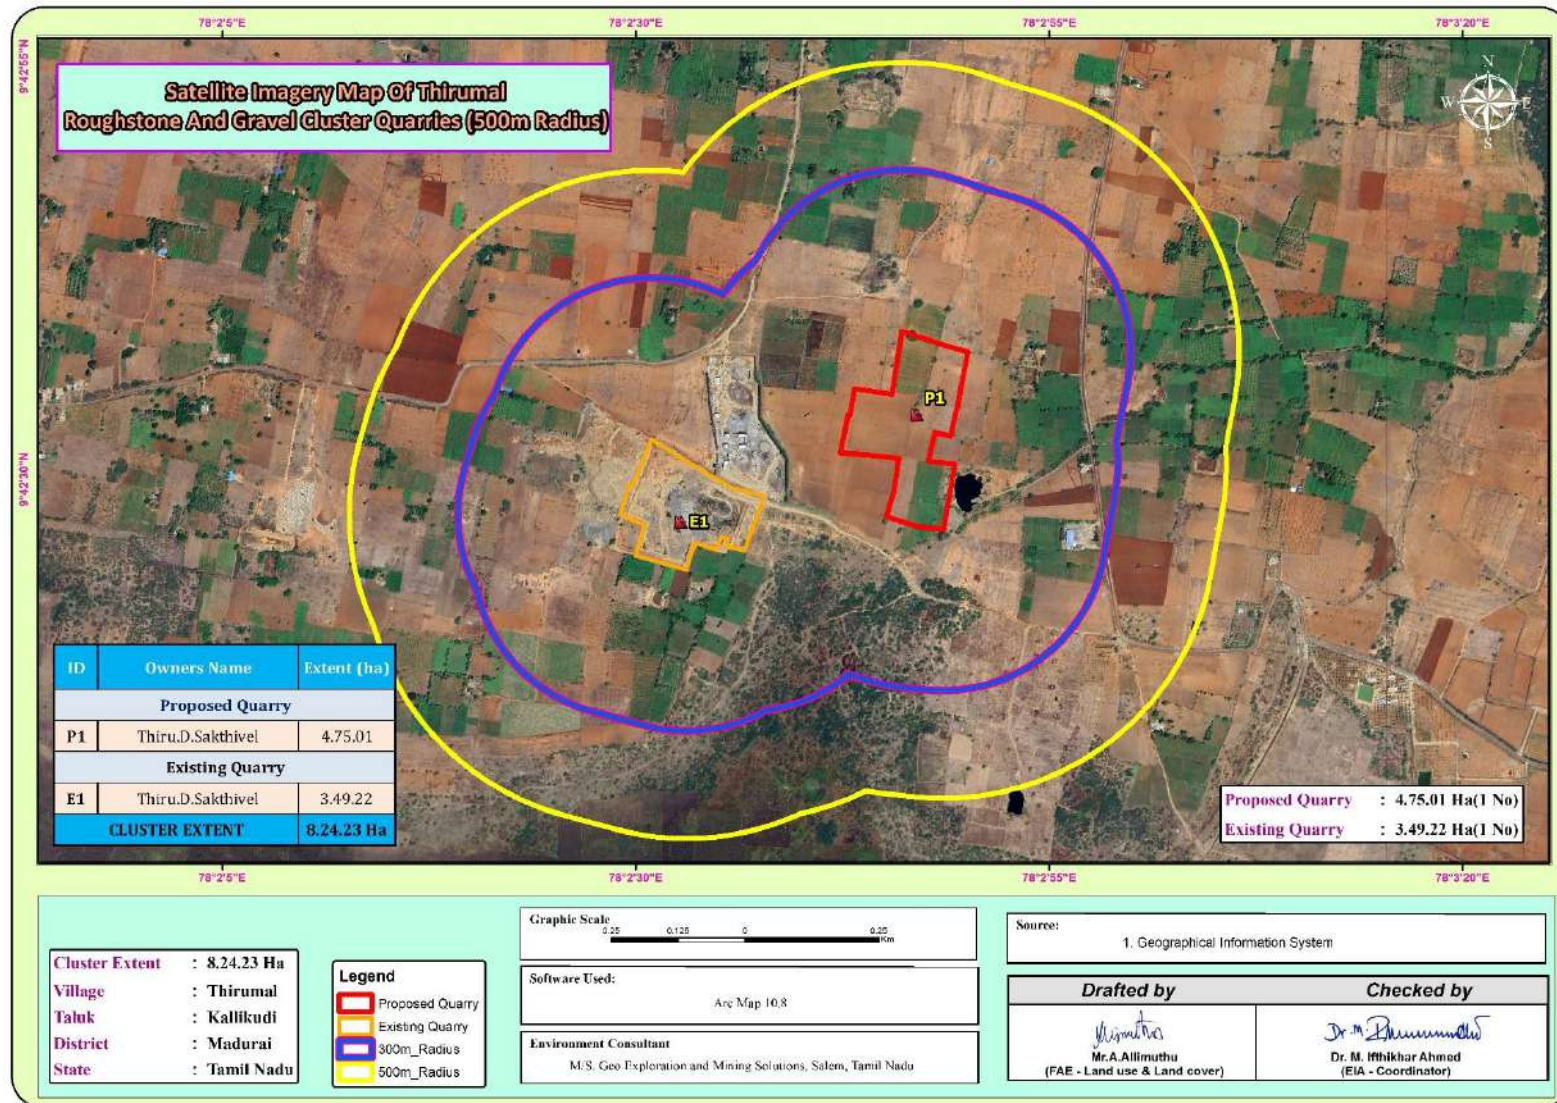 78°2'5"E 78°2'30"E 78°2'55"E 78°3'20"E
9°42'55"N
Satellite Imagery Map Of Thirumal
Roughstone And Gravel Cluster Quarries (500m Radius)
N
W E
S
P1
9°42'30"N
E1
ID Owners Name Extent (ha)
Proposed Quarry
P1 Thiru.D.Sakthivel 4.75.01
Existing Quarry
E1 Thiru.D.Sakthivel 3.49.22
CLUSTER EXTENT 8.24.23 Ha
Proposed Quarry : 4.75.01 Ha(1 No)
Existing Quarry : 3.49.22 Ha(1 No)
78°2'5"E 78°2'30"E 78°2'55"E 78°3'20"E
Cluster Extent : 8.24.23 Ha
Village : Thirumal
Taluk : Kallikudi
District : Madurai
State : Tamil Nadu
Legend
Proposed Quarry
Existing Quarry
300m_Radius
500m_Radius
Graphic Scale
0.25 0.125 0 0.25
Km
Software Used:
Arc Map 10.8
Environment Consultant
M/S. Geo Exploration and Mining Solutions, Salem, Tamil Nadu
Source:
1. Geographical Information System
Drafted by Checked by
Mr.A.Allimuthu
(FAE - Land use & Land cover)
Dr. M. Ifthikhar Ahmed
(EIA - Coordinator)